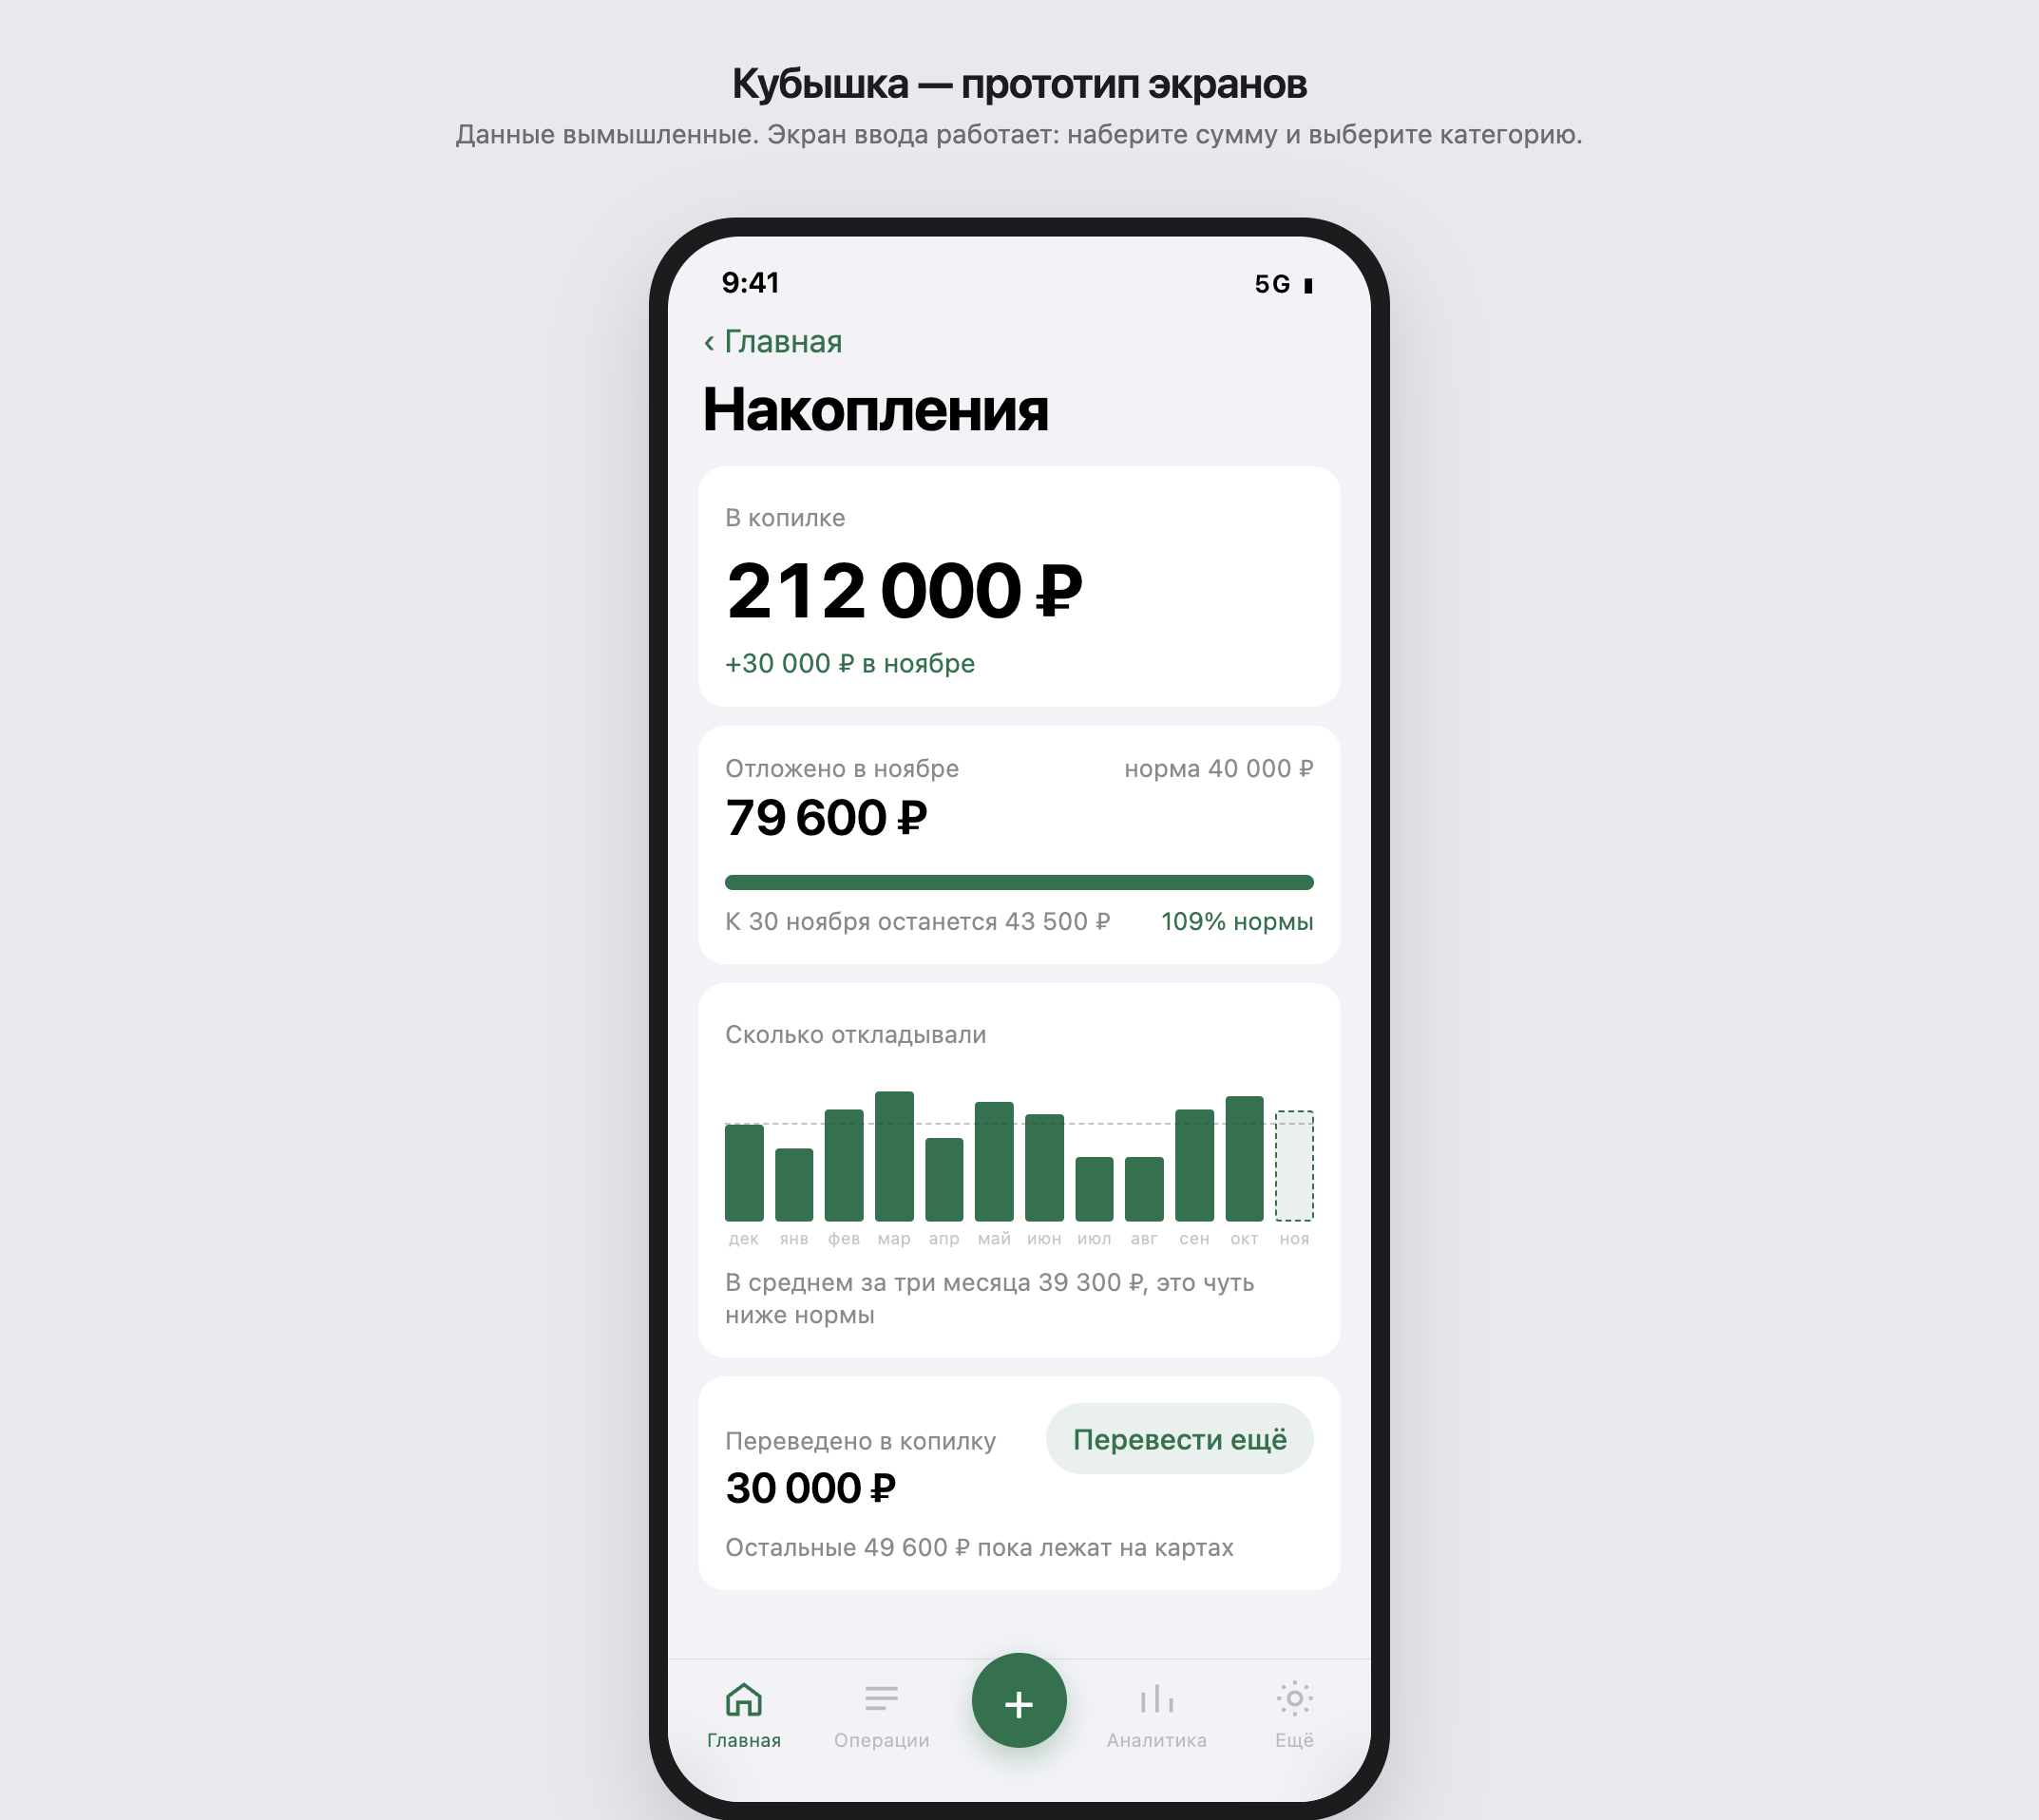 Кубышка — прототип экранов
Данные вымышленные. Экран ввода работает: наберите сумму и выберите категорию.
9:41
5G
‹ Главная
Накопления
В копилке
212 000 ₽
+30 000 ₽ в ноябре
Отложено в ноябре
норма 40 000 ₽
79 600 ₽
К 30 ноября останется 43 500 ₽
109% нормы
Сколько откладывали
дек янв фев мар апр май июн июл авг сен окт ноя
В среднем за три месяца 39 300 ₽, это чуть
ниже нормы
Переведено в копилку
Перевести ещё
30 000 ₽
Остальные 49 600 ₽ пока лежат на картах
+
Главная Операции Аналитика Ещё